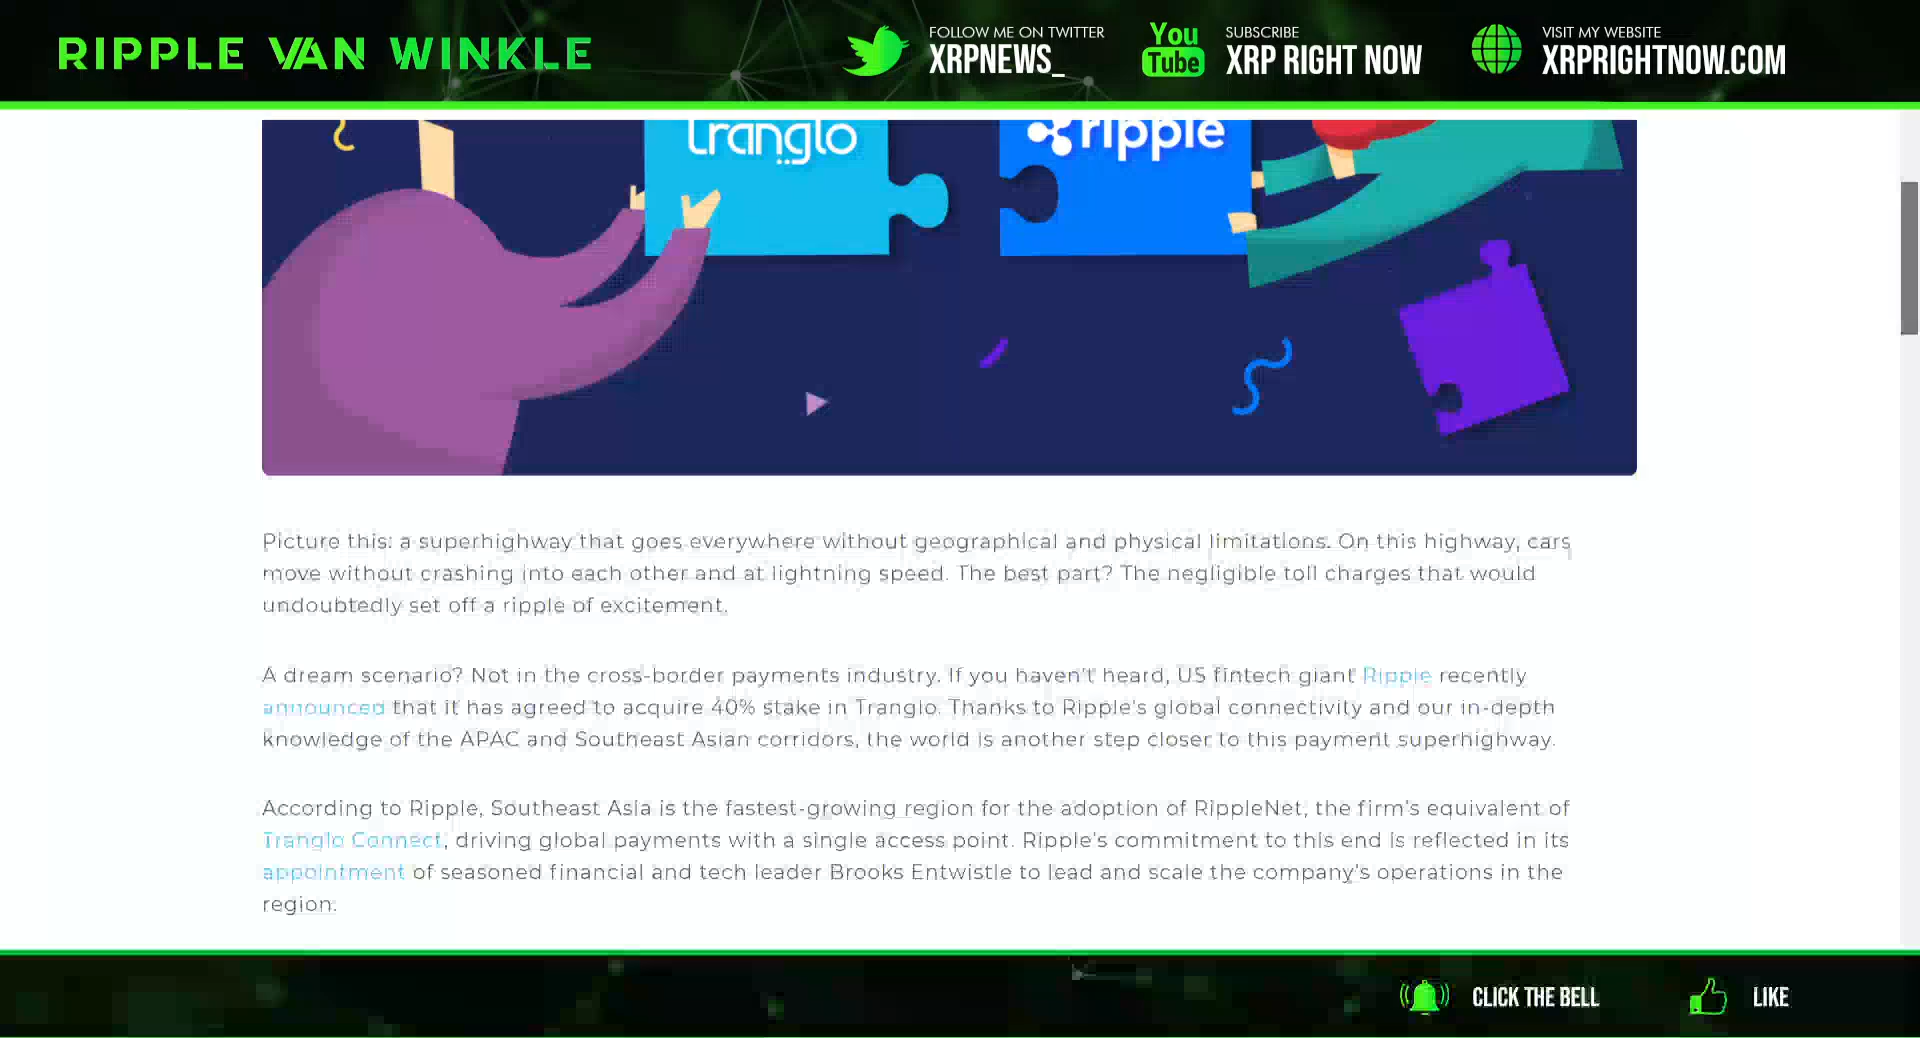 RIPPLE VAN WINKLE
FOLLOW ME ON TWITTER
XRPNEWS_
You
Tube
SUBSCRIBE
XRP RIGHT NOW
VISIT MY WEBSITE
XRPRIGHTNOW.COM
tranglo
ripple
Picture this: a superhighway that goes everywhere without geographical and physical limitations. On this highway, cars
move without crashing into each other and at lightning speed. The best part? The negligible toll charges that would
undoubtedly set off a ripple of excitement.
A dream scenario? Not in the cross-border payments industry. If you haven't heard, US fintech giant Ripple recently
announced that it has agreed to acquire 40% stake in Tranglo. Thanks to Ripple's global connectivity and our in-depth
knowledge of the APAC and Southeast Asian corridors, the world is another step closer to this payment superhighway.
According to Ripple, Southeast Asia is the fastest-growing region for the adoption of RippleNet, the firm's equivalent of
Tranglo Connect, driving global payments with a single access point. Ripple's commitment to this end is reflected in its
appointment of seasoned financial and tech leader Brooks Entwistle to lead and scale the company's operations in the
region.
CLICK THE BELL
LIKE